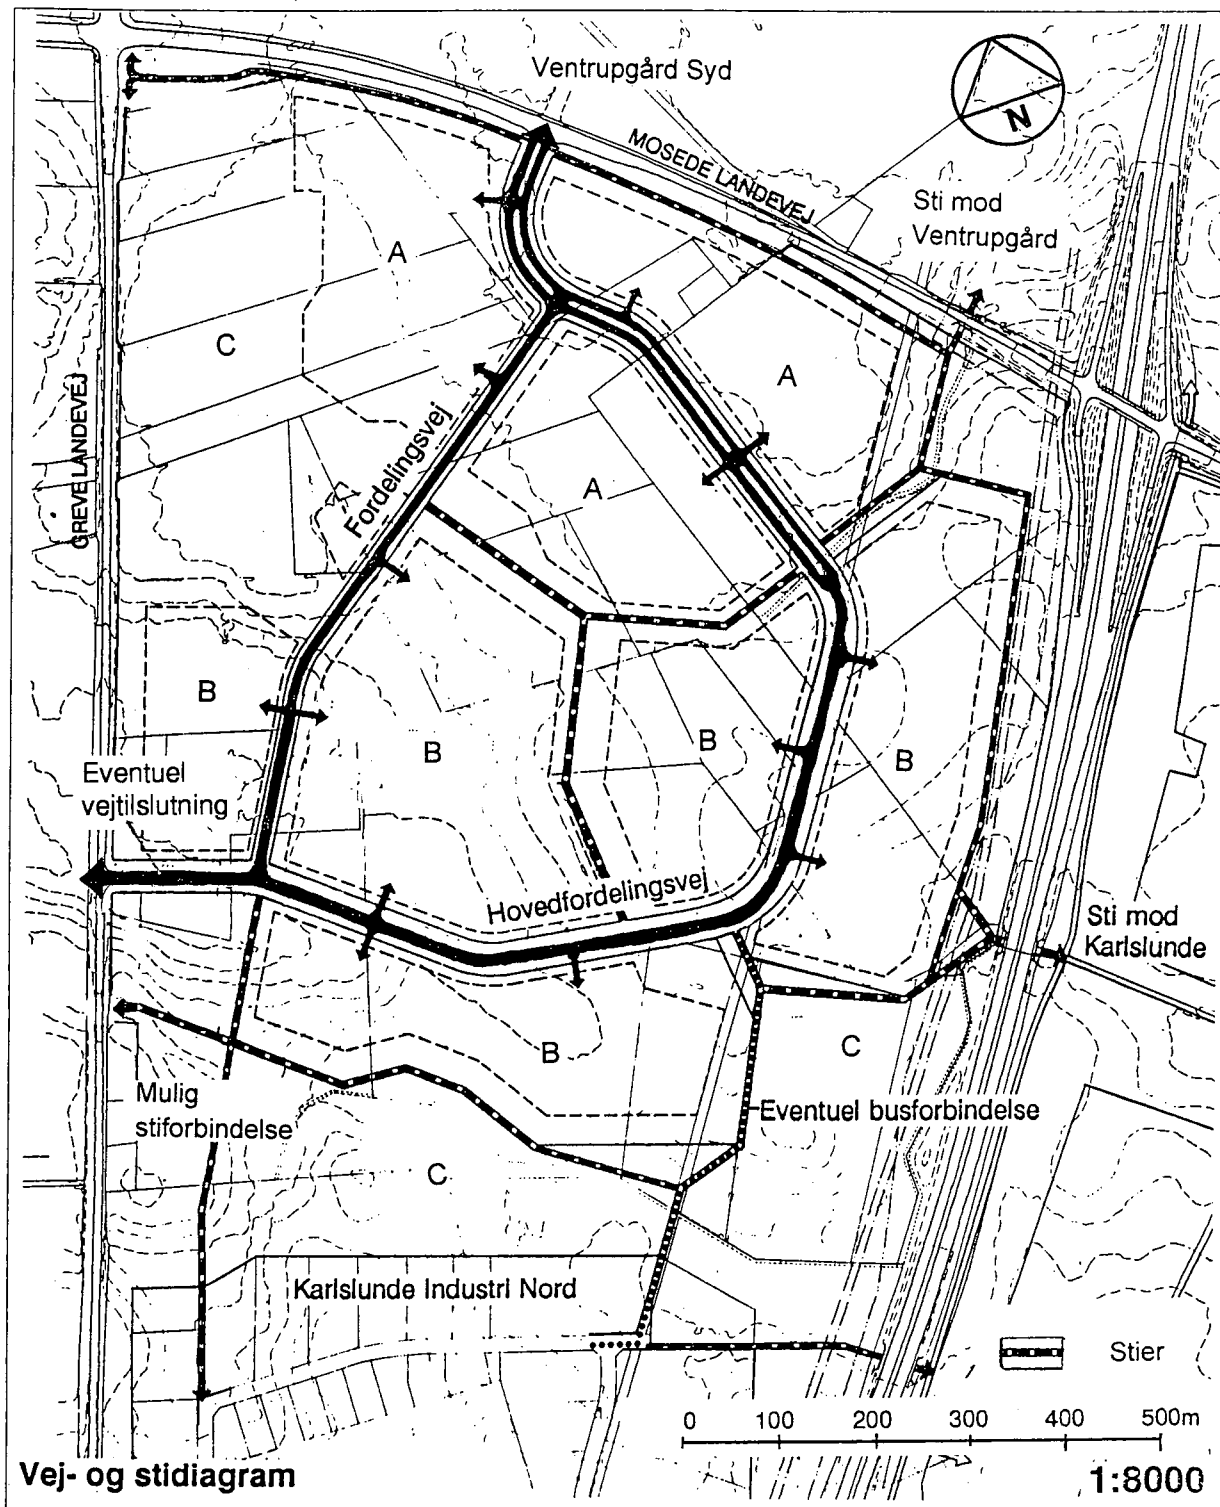 Ventrupgård Syd
N
MOSEDE LANDEVEJ
Sti mod
Ventrupgård
A
C
A
GREVE LANDEVEJ
Fordelingsvej
A
B
B
B
B
Eventuel
vejtilslutning
Hovedfordelingsvej
Sti mod
Karlslunde
B
C
Mulig
stiforbindelse
Eventuel busforbindelse
C
Karlslunde Industri Nord
Stier
0 100 200 300 400 500m
Vej- og stidiagram
1:8000